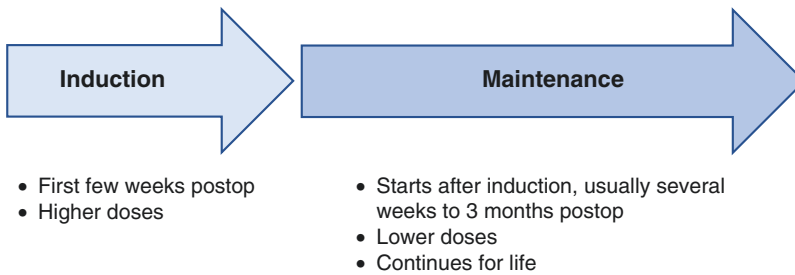 Induction
Maintenance
• First few weeks postop
• Higher doses
• Starts after induction, usually several
weeks to 3 months postop
• Lower doses
• Continues for life